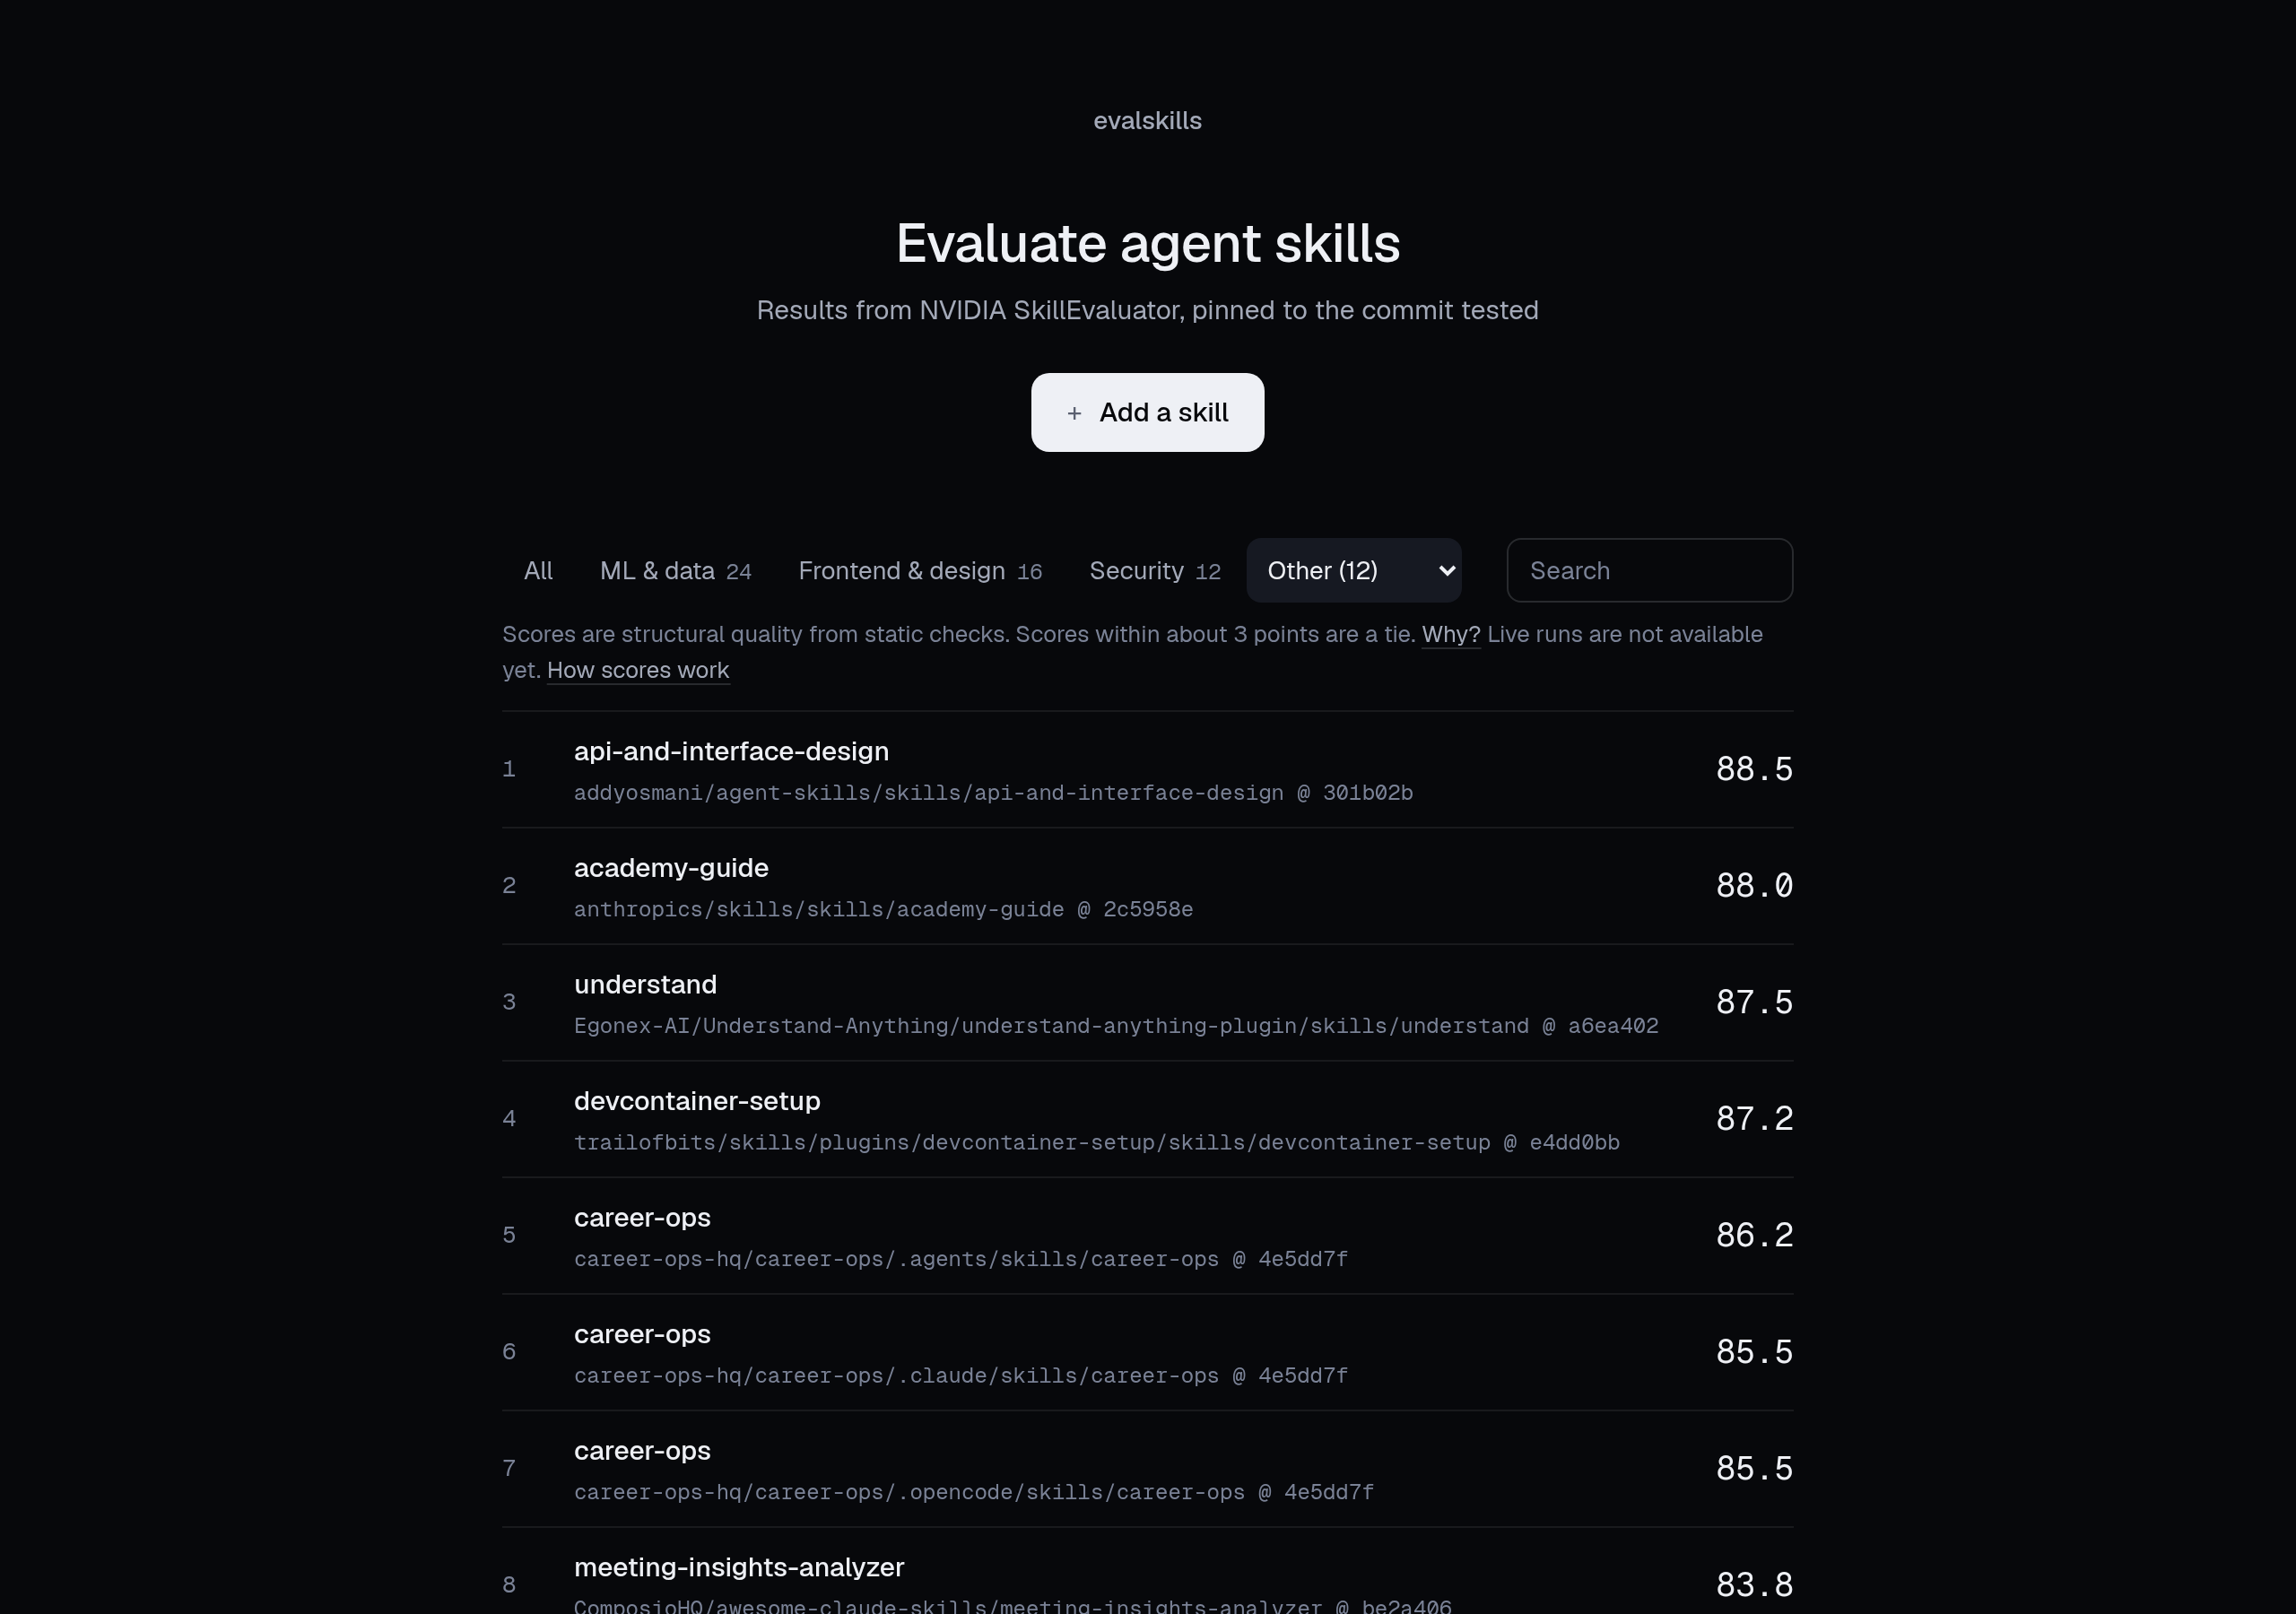 evalskills
Evaluate agent skills
Results from NVIDIA SkillEvaluator, pinned to the commit tested
+ Add a skill
All ML & data 24 Frontend & design 16 Security 12 Other (12) Search
Scores are structural quality from static checks. Scores within about 3 points are a tie. Why? Live runs are not available
yet. How scores work
1 api-and-interface-design 88.5
addyosmani/agent-skills/skills/api-and-interface-design @ 301b02b
2 academy-guide 88.0
anthropics/skills/skills/academy-guide @ 2c5958e
3 understand 87.5
Egonex-AI/Understand-Anything/understand-anything-plugin/skills/understand @ a6ea402
4 devcontainer-setup 87.2
trailofbits/skills/plugins/devcontainer-setup/skills/devcontainer-setup @ e4dd0bb
5 career-ops 86.2
career-ops-hq/career-ops/.agents/skills/career-ops @ 4e5dd7f
6 career-ops 85.5
career-ops-hq/career-ops/.claude/skills/career-ops @ 4e5dd7f
7 career-ops 85.5
career-ops-hq/career-ops/.opencode/skills/career-ops @ 4e5dd7f
8 meeting-insights-analyzer 83.8
ComposioHQ/awesome-claude-skills/meeting-insights-analyzer @ be2a406